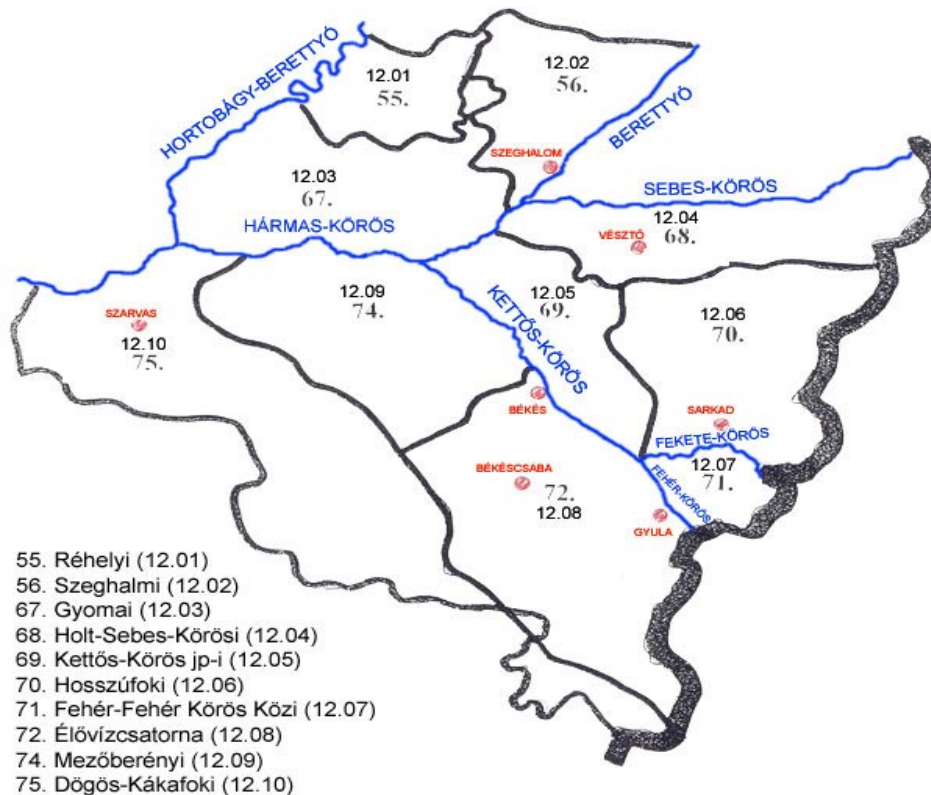 HORTOBÁGY-BERETTYÓ
12.01
55.
12.02
56.
BERETTYÓ
SZEGHALOM
12.03
67.
SEBES-KÖRÖS
12.04
68.
VÉSZTŐ
HÁRMAS-KÖRÖS
12.09
74.
12.05
69.
KETTŐS-KÖRÖS
12.06
70.
SZARVAS
12.10
75.
BÉKÉS
SARKAD
FEKETE-KÖRÖS
12.07
71.
FEHÉR-KÖRÖS
BÉKÉSCSABA
72.
12.08
GYULA
55. Réhelyi (12.01)
56. Szeghalmi (12.02)
67. Gyomai (12.03)
68. Holt-Sebes-Körösi (12.04)
69. Kettős-Körös jp-i (12.05)
70. Hosszúfoki (12.06)
71. Fehér-Fehér Körös Közi (12.07)
72. Élővízcsatorna (12.08)
74. Mezőberényi (12.09)
75. Dögös-Kákafoki (12.10)